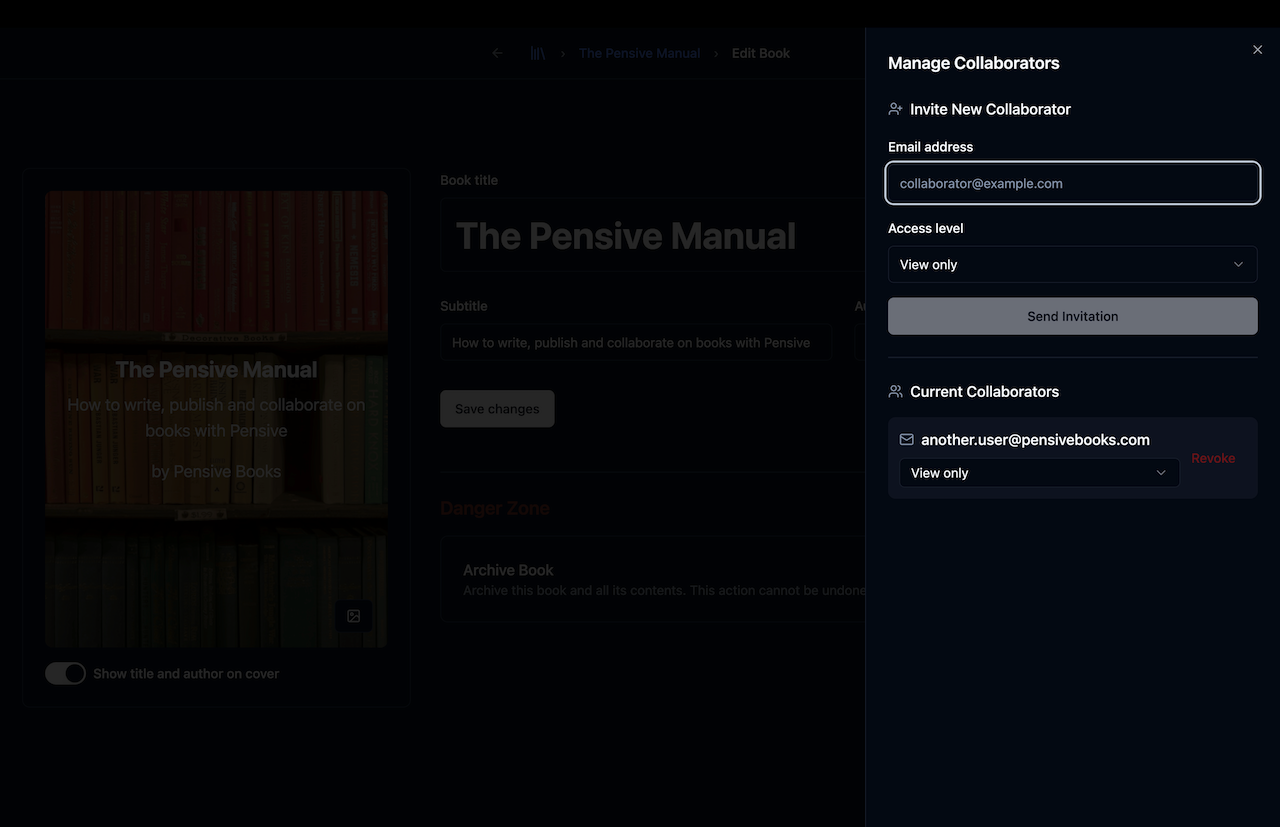 The Pensive Manual
Edit Book
Manage Collaborators
Invite New Collaborator
Email address
collaborator@example.com
Access level
View only
Send Invitation
Current Collaborators
another.user@pensivebooks.com
View only
Revoke
Book title
The Pensive Manual
Subtitle
How to write, publish and collaborate on books with Pensive
Save changes
Danger Zone
Archive Book
Archive this book and all its contents. This action cannot be undone
The Pensive Manual
How to write, publish and collaborate on
books with Pensive
by Pensive Books
Show title and author on cover